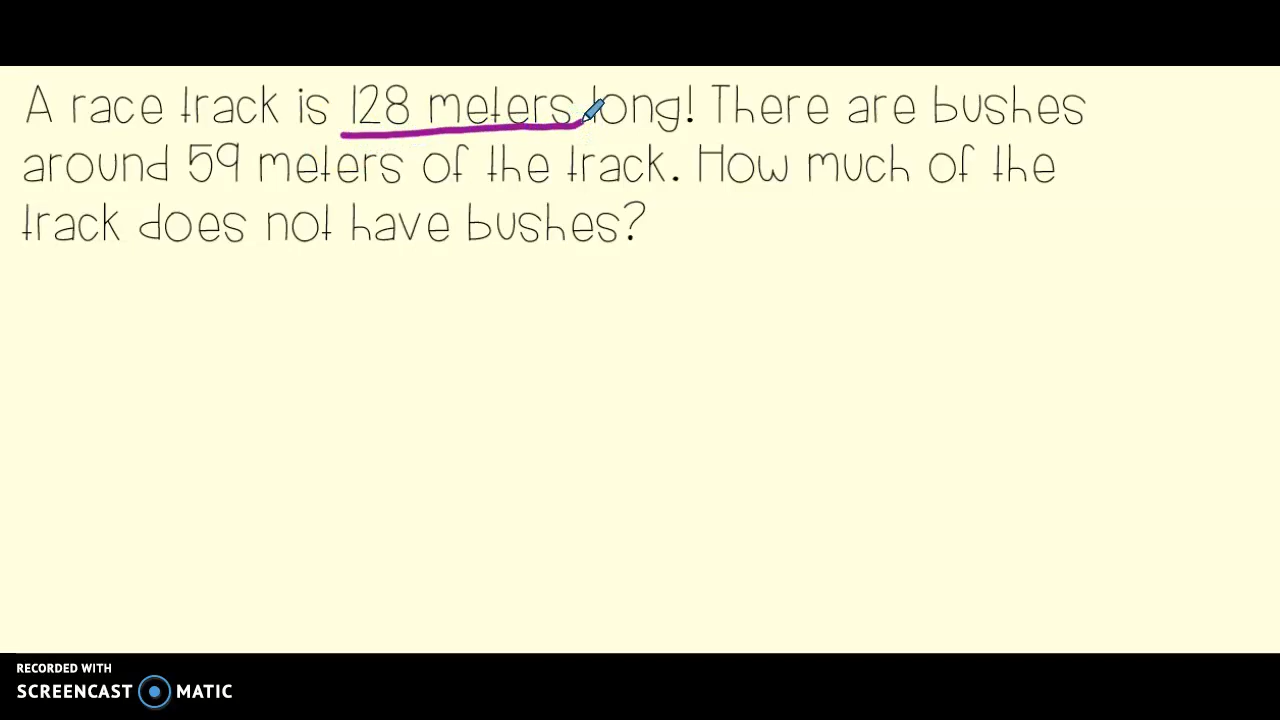 A race track is 128 meters long! There are bushes
around 59 meters of the track. How much of the
track does not have bushes?
RECORDED WITH
SCREENCAST MATIC